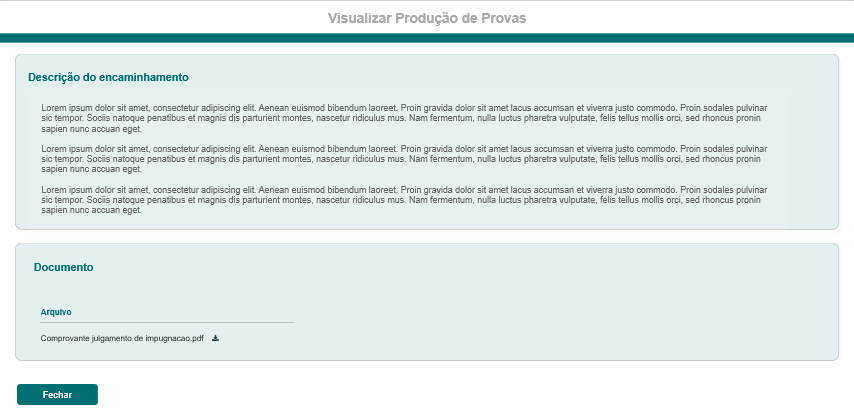 Visualizar Produção de Provas
Descrição do encaminhamento
Lorem ipsum dolor sit amet, consectetur adipiscing elit. Aenean euismod bibendum laoreet. Proin gravida dolor sit amet lacus accumsan et viverra justo commodo. Proin sodales pulvinar
sic tempor. Sociis natoque penatibus et magnis dis parturient montes, nascetur ridiculus mus. Nam fermentum, nulla luctus pharetra vulputate, felis tellus mollis orci, sed rhoncus pronin
sapien nunc accuan eget.
Lorem ipsum dolor sit amet, consectetur adipiscing elit. Aenean euismod bibendum laoreet. Proin gravida dolor sit amet lacus accumsan et viverra justo commodo. Proin sodales pulvinar
sic tempor. Sociis natoque penatibus et magnis dis parturient montes, nascetur ridiculus mus. Nam fermentum, nulla luctus pharetra vulputate, felis tellus mollis orci, sed rhoncus pronin
sapien nunc accuan eget.
Lorem ipsum dolor sit amet, consectetur adipiscing elit. Aenean euismod bibendum laoreet. Proin gravida dolor sit amet lacus accumsan et viverra justo commodo. Proin sodales pulvinar
sic tempor. Sociis natoque penatibus et magnis dis parturient montes, nascetur ridiculus mus. Nam fermentum, nulla luctus pharetra vulputate, felis tellus mollis orci, sed rhoncus pronin
sapien nunc accuan eget.
Documento
Arquivo
Comprovante julgamento de impugnacao.pdf
Fechar